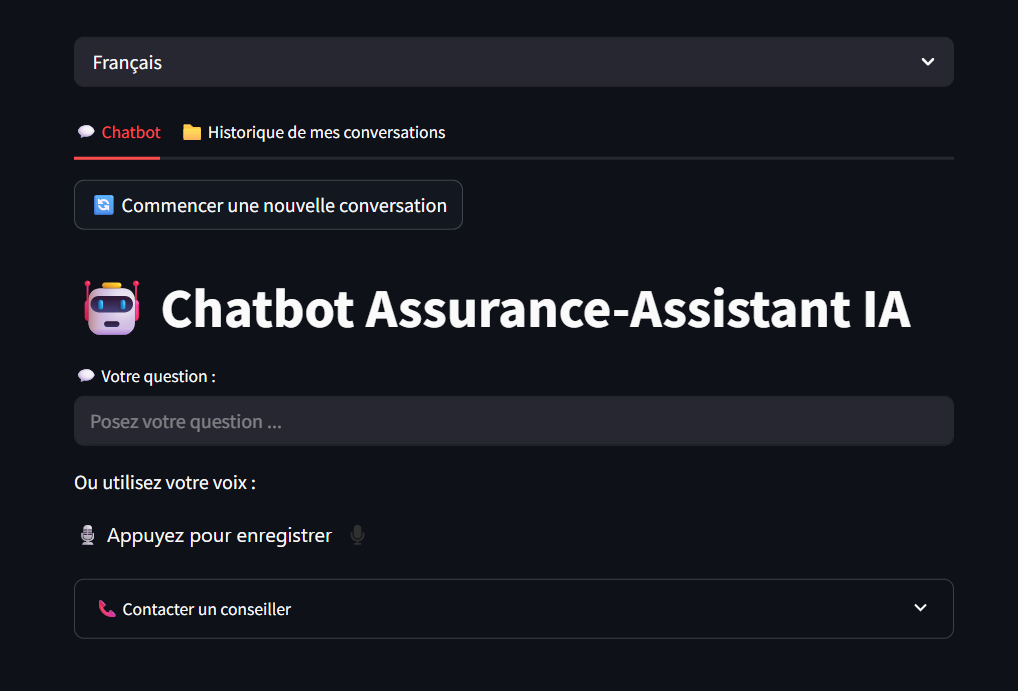 Français
Chatbot Historique de mes conversations
Commencer une nouvelle conversation
Chatbot Assurance-Assistant IA
Votre question :
Posez votre question ...
Ou utilisez votre voix :
Appuyez pour enregistrer
Contacter un conseiller